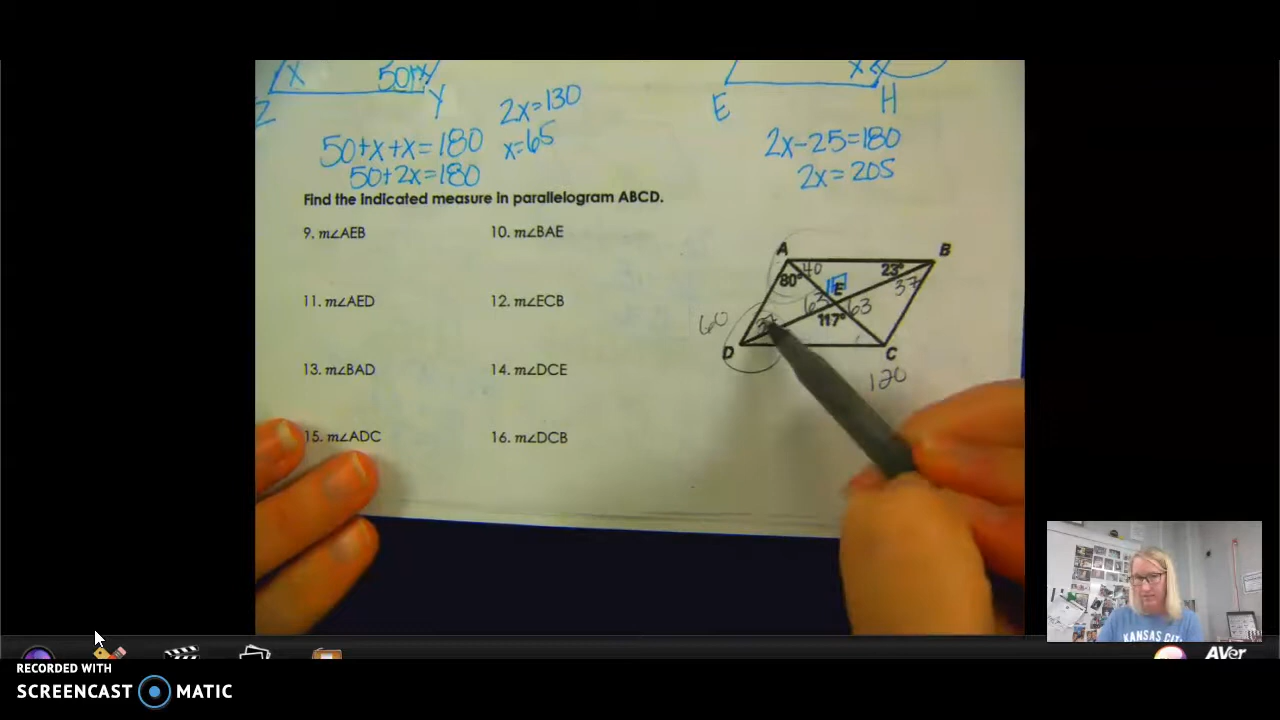 X 50+x
Z Y
2x=130
x=65
50+x+x=180
50+2x=180
E H
2x-25=180
2x=205
Find the indicated measure in parallelogram ABCD.
9. m∠AEB 10. m∠BAE
11. m∠AED 12. m∠ECB
13. m∠BAD 14. m∠DCE
15. m∠ADC 16. m∠DCB
A B
80° 40 23° 37
E
63 63
117°
60 37
D C
120
KANSAS CITY
RECORDED WITH
SCREENCAST MATIC
AVer